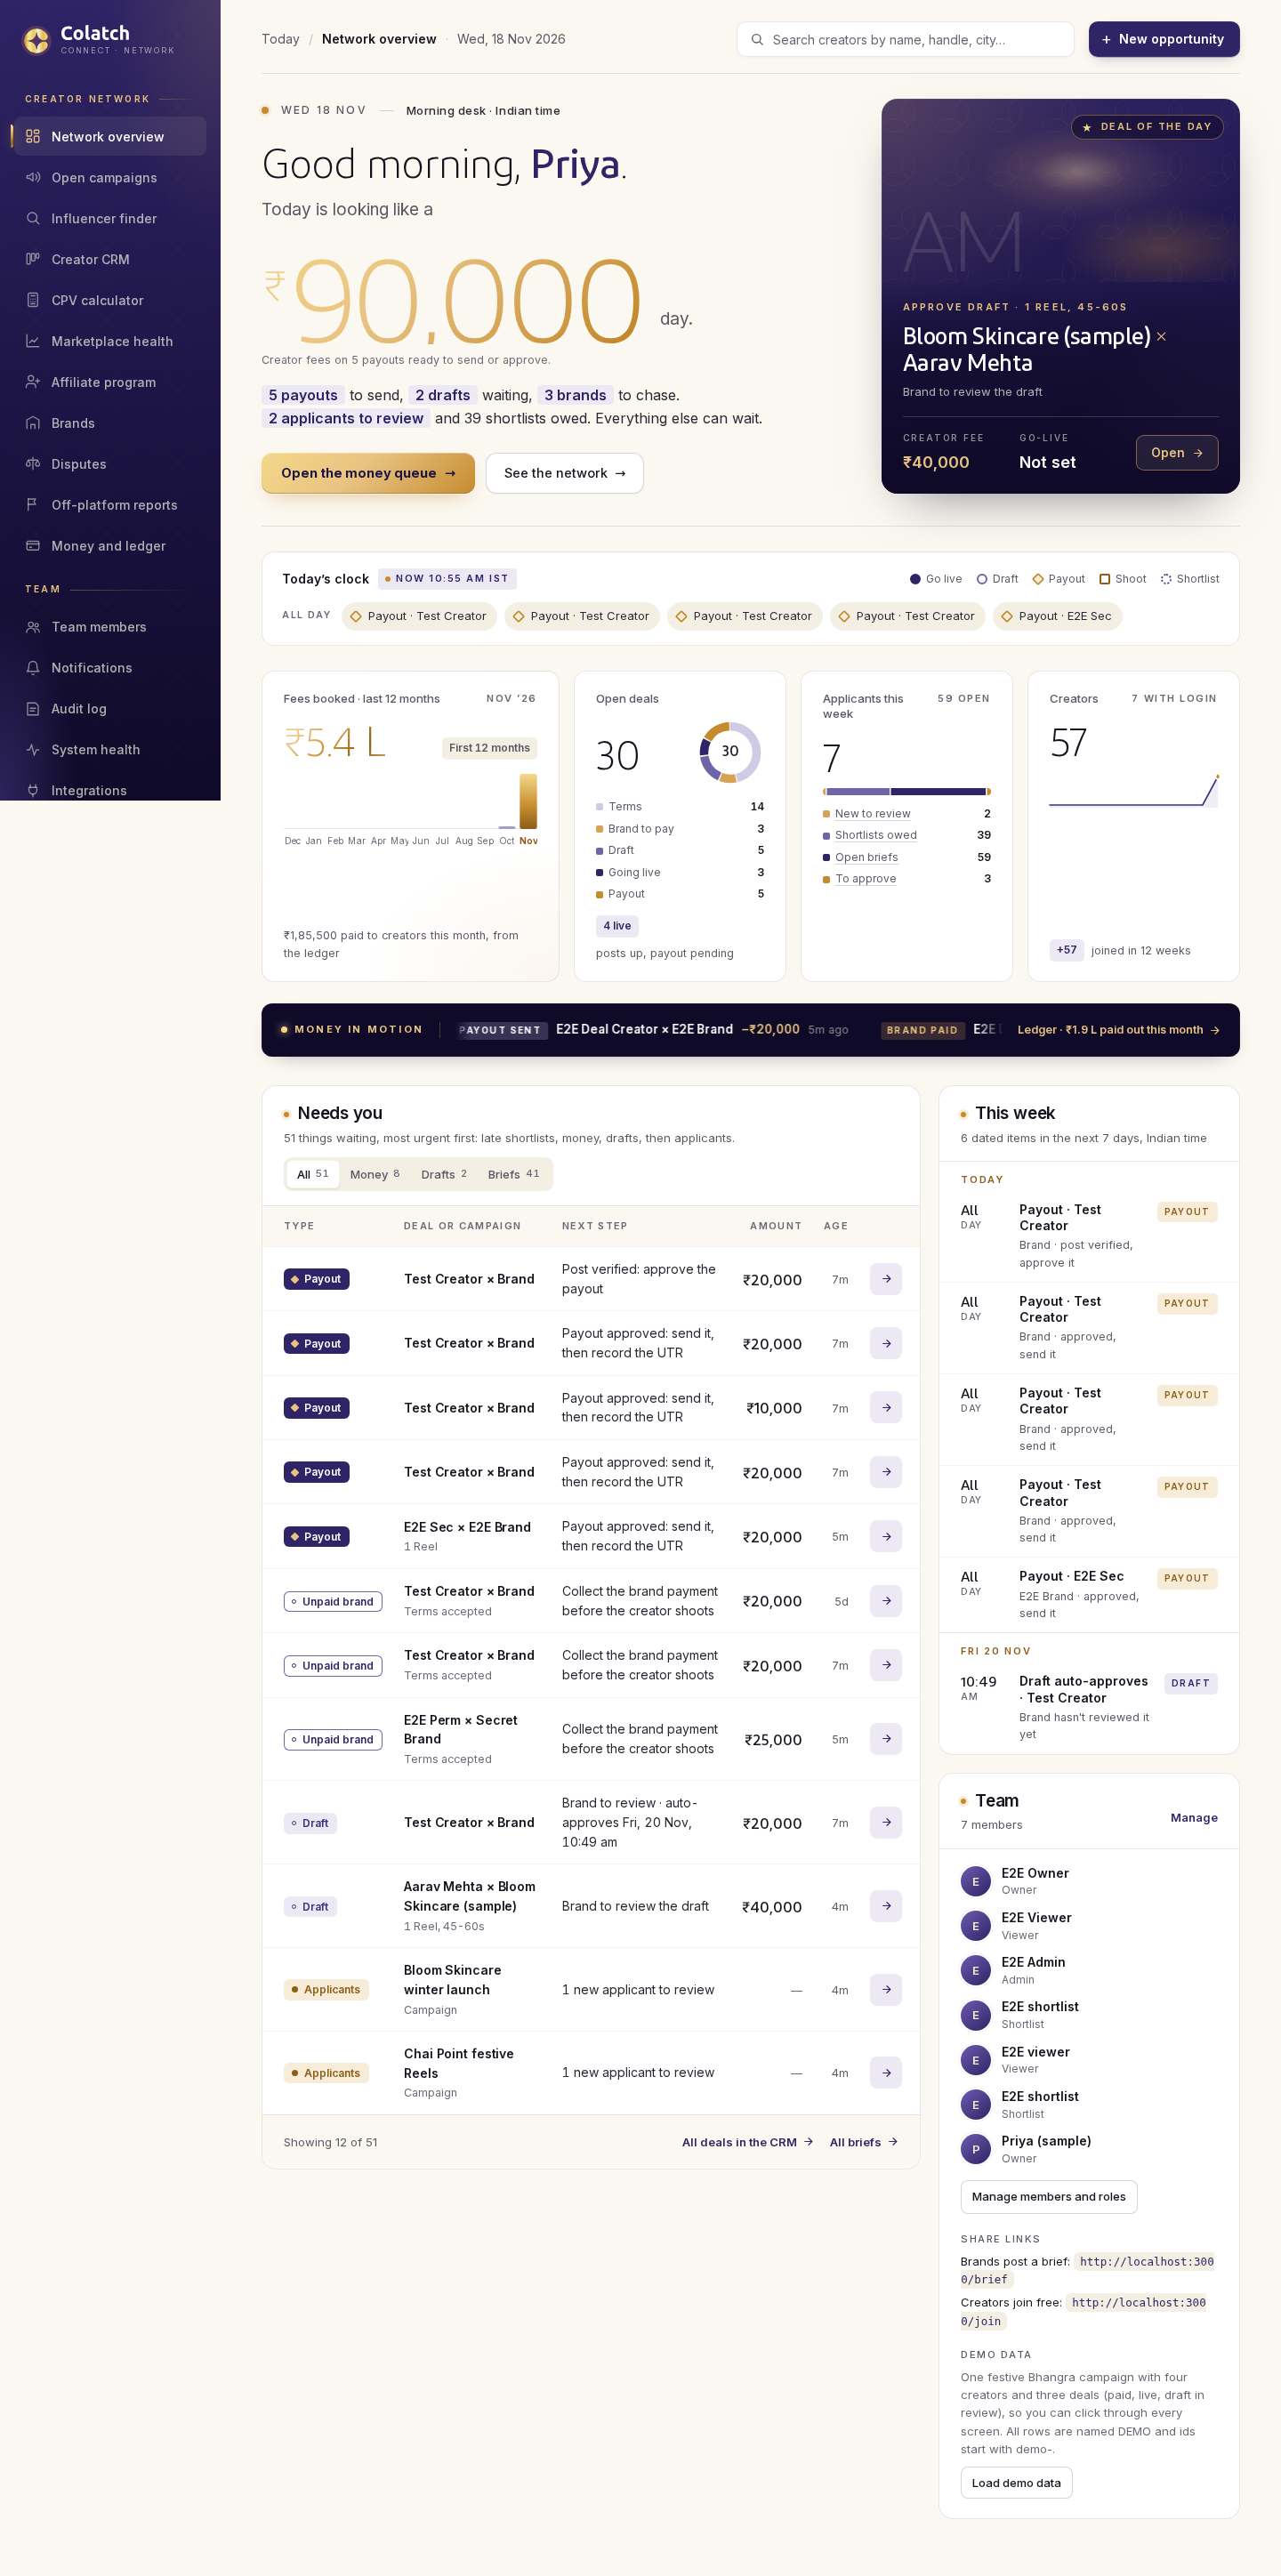 Colatch
CONNECT · NETWORK
CREATOR NETWORK
Network overview
Open campaigns
Influencer finder
Creator CRM
CPV calculator
Marketplace health
Affiliate program
Brands
Disputes
Off-platform reports
Money and ledger
TEAM
Team members
Notifications
Audit log
System health
Integrations
Today / Network overview · Wed, 18 Nov 2026
Search creators by name, handle, city…
+ New opportunity
WED 18 NOV — Morning desk · Indian time
Good morning, Priya.
Today is looking like a
₹90,000 day.
Creator fees on 5 payouts ready to send or approve.
5 payouts to send, 2 drafts waiting, 3 brands to chase.
2 applicants to review and 39 shortlists owed. Everything else can wait.
Open the money queue →
See the network →
★ DEAL OF THE DAY
AM
APPROVE DRAFT · 1 REEL, 45-60S
Bloom Skincare (sample) ×
Aarav Mehta
Brand to review the draft
CREATOR FEE GO-LIVE
₹40,000 Not set Open →
Today's clock NOW 10:55 AM IST
Go live Draft Payout Shoot Shortlist
ALL DAY Payout · Test Creator Payout · Test Creator Payout · Test Creator Payout · Test Creator Payout · E2E Sec
Fees booked · last 12 months NOV '26
₹5.4 L First 12 months
Dec Jan Feb Mar Apr May Jun Jul Aug Sep Oct Nov
₹1,85,500 paid to creators this month, from
the ledger
Open deals
30 30
Terms 14
Brand to pay 3
Draft 5
Going live 3
Payout 5
4 live
posts up, payout pending
Applicants this 59 OPEN
week
7
New to review 2
Shortlists owed 39
Open briefs 59
To approve 3
Creators 7 WITH LOGIN
57
+57 joined in 12 weeks
MONEY IN MOTION PAYOUT SENT E2E Deal Creator × E2E Brand −₹20,000 5m ago BRAND PAID E2E Ledger · ₹1.9 L paid out this month →
Needs you
51 things waiting, most urgent first: late shortlists, money, drafts, then applicants.
All 51 Money 8 Drafts 2 Briefs 41
TYPE DEAL OR CAMPAIGN NEXT STEP AMOUNT AGE
Payout Test Creator × Brand Post verified: approve the ₹20,000 7m →
payout
Payout Test Creator × Brand Payout approved: send it, ₹20,000 7m →
then record the UTR
Payout Test Creator × Brand Payout approved: send it, ₹10,000 7m →
then record the UTR
Payout Test Creator × Brand Payout approved: send it, ₹20,000 7m →
then record the UTR
Payout E2E Sec × E2E Brand Payout approved: send it, ₹20,000 5m →
1 Reel then record the UTR
Unpaid brand Test Creator × Brand Collect the brand payment ₹20,000 5d →
Terms accepted before the creator shoots
Unpaid brand Test Creator × Brand Collect the brand payment ₹20,000 7m →
Terms accepted before the creator shoots
Unpaid brand E2E Perm × Secret Collect the brand payment ₹25,000 5m →
Brand before the creator shoots
Terms accepted
Draft Test Creator × Brand Brand to review · auto- ₹20,000 7m →
approves Fri, 20 Nov,
10:49 am
Draft Aarav Mehta × Bloom Brand to review the draft ₹40,000 4m →
Skincare (sample)
1 Reel, 45-60s
Applicants Bloom Skincare 1 new applicant to review — 4m →
winter launch
Campaign
Applicants Chai Point festive 1 new applicant to review — 4m →
Reels
Campaign
Showing 12 of 51 All deals in the CRM → All briefs →
This week
6 dated items in the next 7 days, Indian time
TODAY
All Payout · Test PAYOUT
DAY Creator
Brand · post verified,
approve it
All Payout · Test PAYOUT
DAY Creator
Brand · approved,
send it
All Payout · Test PAYOUT
DAY Creator
Brand · approved,
send it
All Payout · Test PAYOUT
DAY Creator
Brand · approved,
send it
All Payout · E2E Sec PAYOUT
DAY E2E Brand · approved,
send it
FRI 20 NOV
10:49 Draft auto-approves DRAFT
AM · Test Creator
Brand hasn't reviewed it
yet
Team
7 members Manage
E E2E Owner
Owner
E E2E Viewer
Viewer
E E2E Admin
Admin
E E2E shortlist
Shortlist
E E2E viewer
Viewer
E E2E shortlist
Shortlist
P Priya (sample)
Owner
Manage members and roles
SHARE LINKS
Brands post a brief: http://localhost:300
0/brief
Creators join free: http://localhost:300
0/join
DEMO DATA
One festive Bhangra campaign with four
creators and three deals (paid, live, draft in
review), so you can click through every
screen. All rows are named DEMO and ids
start with demo-.
Load demo data